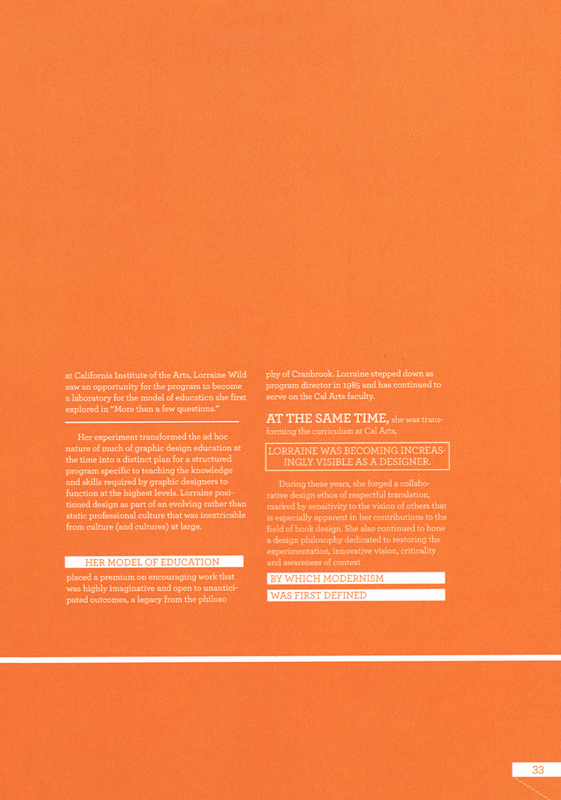 at California Institute of the Arts, Lorraine Wild
saw an opportunity for the program to become
a laboratory for the model of education she first
explored in “More than a few questions.”
Her experiment transformed the ad hoc
nature of much of graphic design education at
the time into a distinct plan for a structured
program specific to teaching the knowledge
and skills required by graphic designers to
function at the highest levels. Lorraine posi-
tioned design as part of an evolving rather than
static professional culture that was inextricable
from culture (and cultures) at large.
HER MODEL OF EDUCATION
placed a premium on encouraging work that
was highly imaginative and open to unantici-
pated outcomes, a legacy from the philoso
phy of Cranbrook. Lorraine stepped down as
program director in 1985 and has continued to
serve on the Cal Arts faculty.
AT THE SAME TIME, she was trans-
forming the curriculum at Cal Arts,
LORRAINE WAS BECOMING INCREAS-
INGLY VISIBLE AS A DESIGNER.
During these years, she forged a collabo-
rative design ethos of respectful translation,
marked by sensitivity to the vision of others that
is especially apparent in her contributions to the
field of book design. She also continued to hone
a design philosophy dedicated to restoring the
experimentation, innovative vision, criticality
and awareness of context
BY WHICH MODERNISM
WAS FIRST DEFINED
33